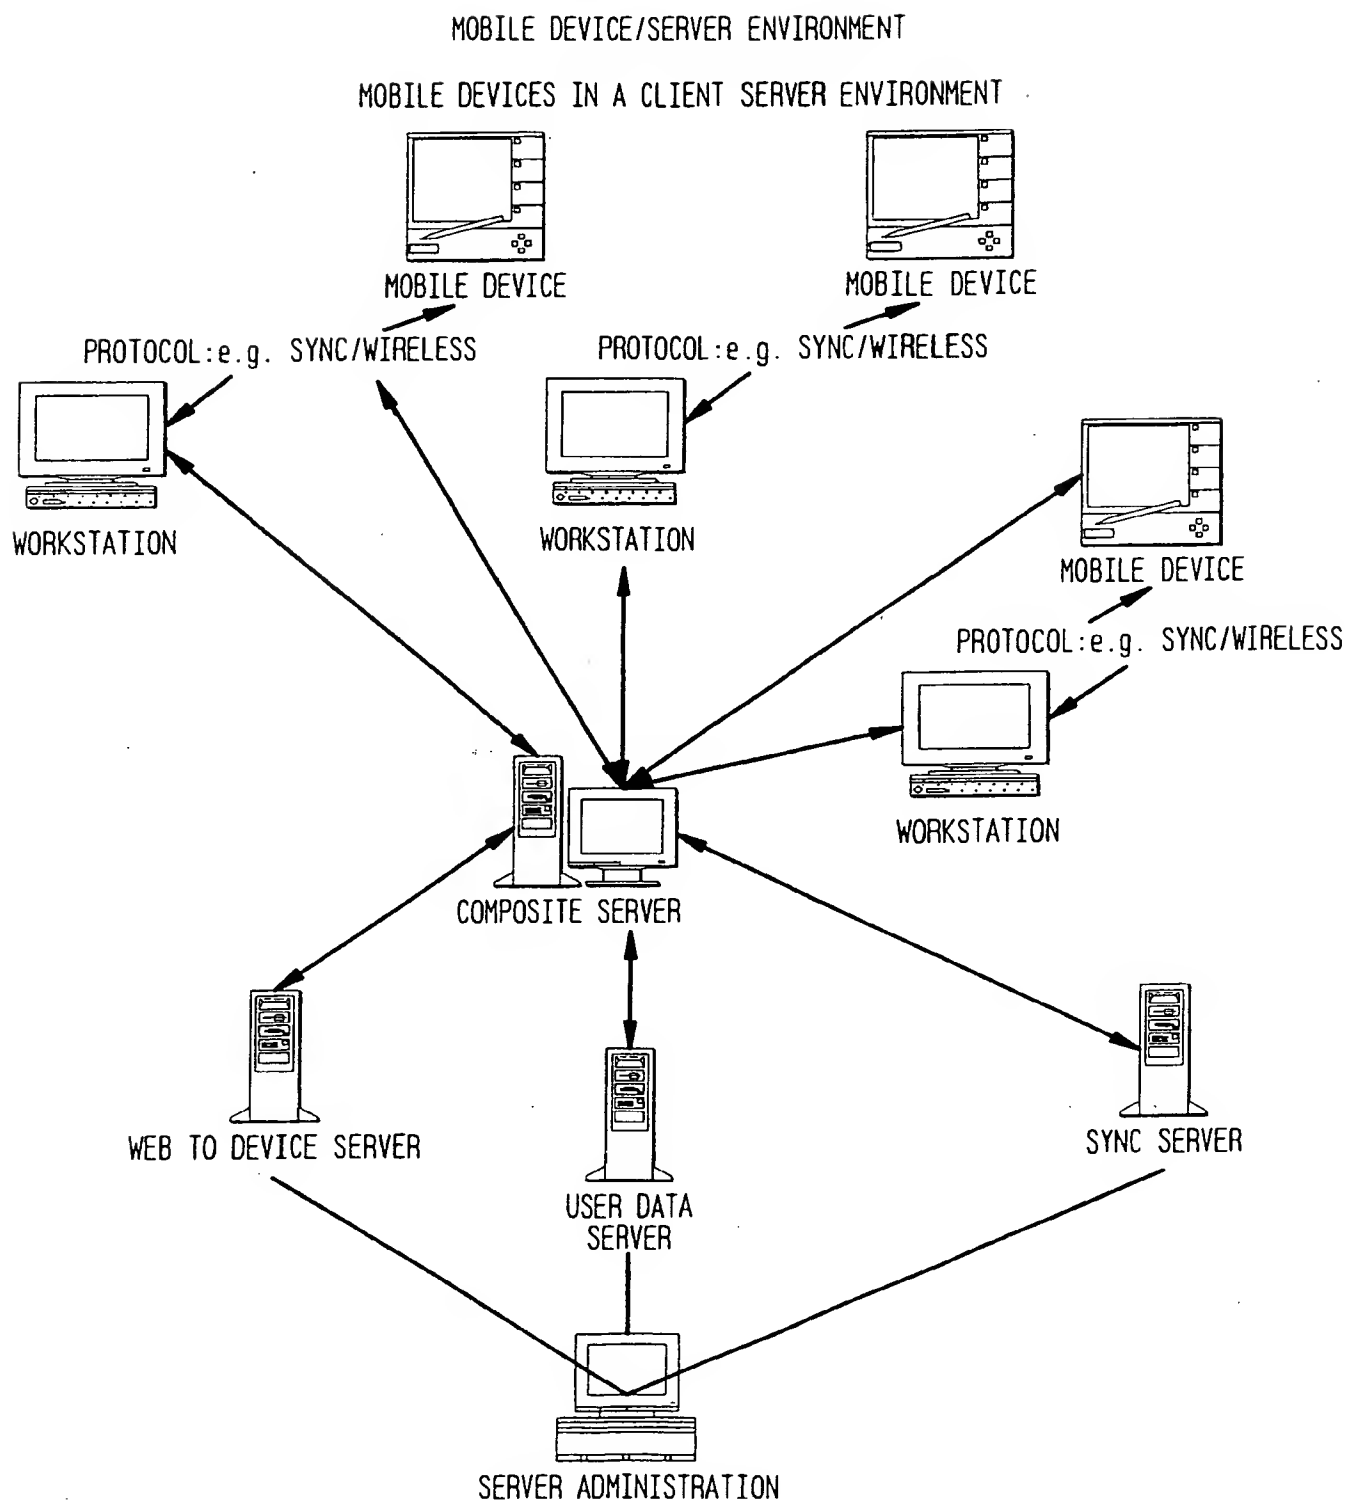 MOBILE DEVICE/SERVER ENVIRONMENT
MOBILE DEVICES IN A CLIENT SERVER ENVIRONMENT
MOBILE DEVICE
MOBILE DEVICE
PROTOCOL:e.g. SYNC/WIRELESS
PROTOCOL:e.g. SYNC/WIRELESS
WORKSTATION
WORKSTATION
MOBILE DEVICE
PROTOCOL:e.g. SYNC/WIRELESS
WORKSTATION
COMPOSITE SERVER
WEB TO DEVICE SERVER
SYNC SERVER
USER DATA
SERVER
SERVER ADMINISTRATION